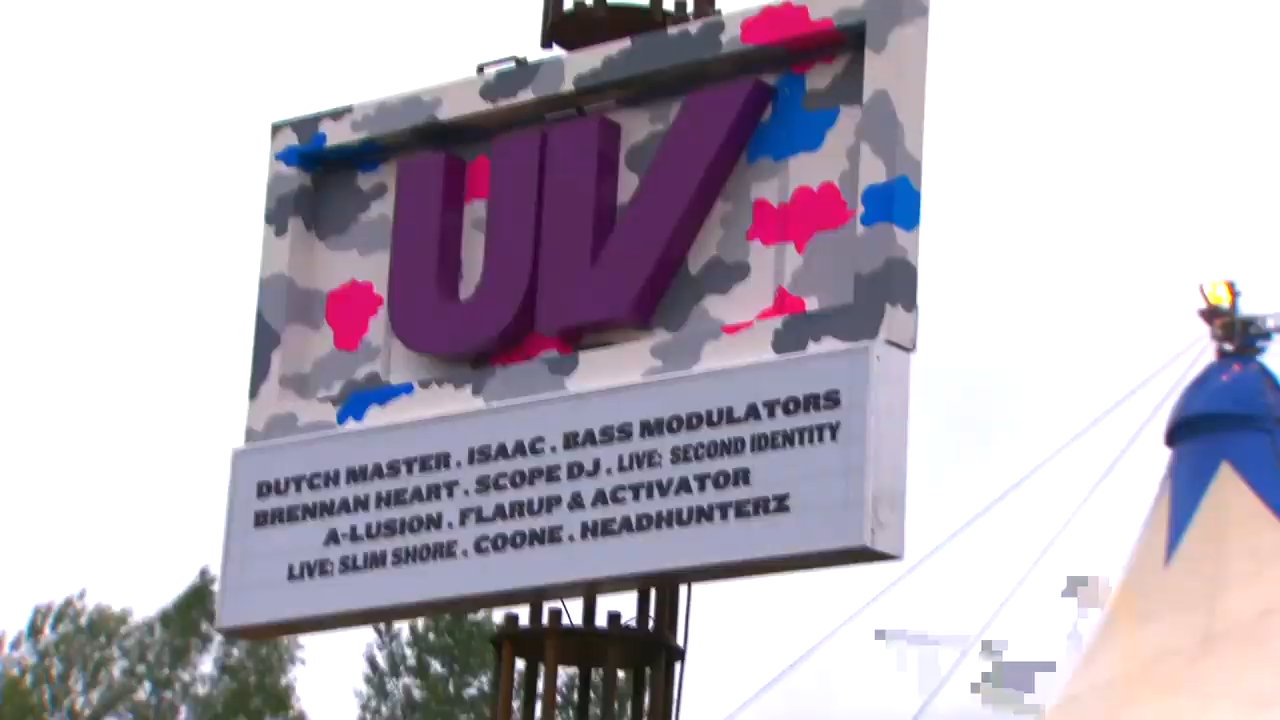 UV
DUTCH MASTER . ISAAC . BASS MODULATORS
BRENNAN HEART . SCOPE DJ . LIVE: SECOND IDENTITY
A-LUSION . FLARUP & ACTIVATOR
LIVE: SLIM SHORE . COONE . HEADHUNTERZ